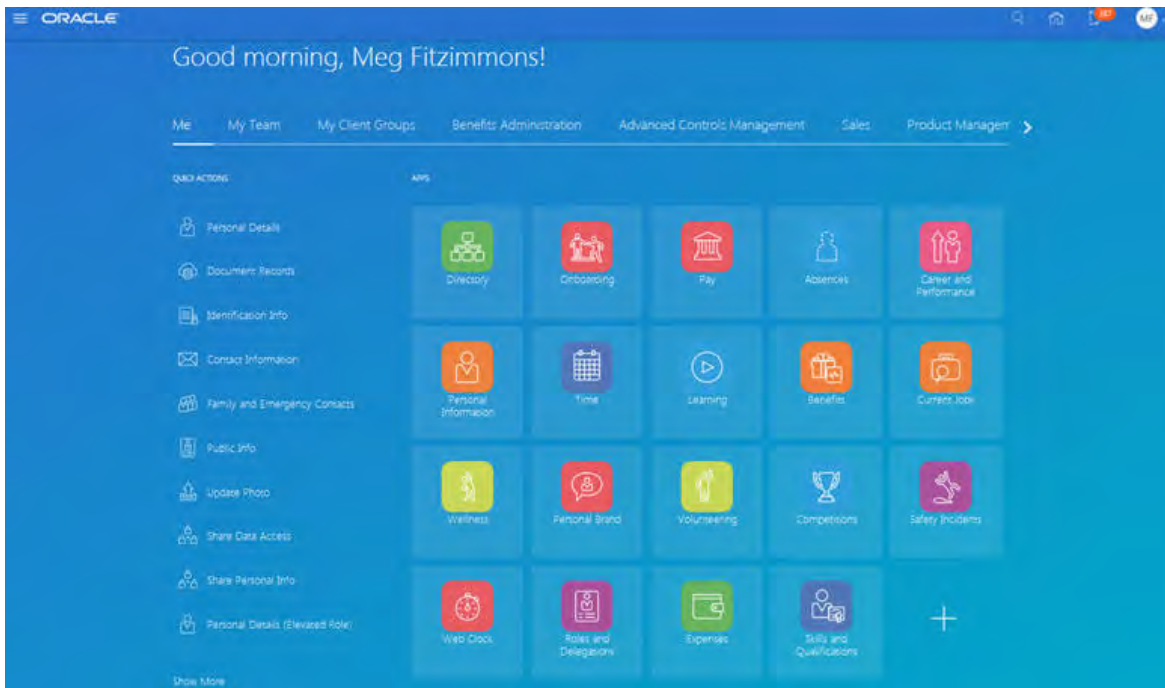 ORACLE
MF
Good morning, Meg Fitzimmons!
Me My Team My Client Groups Benefits Administration Advanced Controls Management Sales Product Managem
QUICK ACTIONS
Personal Details
Document Records
Identification Info
Contact Information
Family and Emergency Contacts
Public Info
Update Photo
Share Data Access
Share Personal Info
Personal Details (Elevated Role)
Show More
APPS
Directory
Onboarding
Pay
Absences
Career and
Performance
Personal
Information
Time
Learning
Benefits
Current Jobs
Wellness
Personal Brand
Volunteering
Competitions
Safety Incidents
Web Clock
Roles and
Delegations
Expenses
Skills and
Qualifications